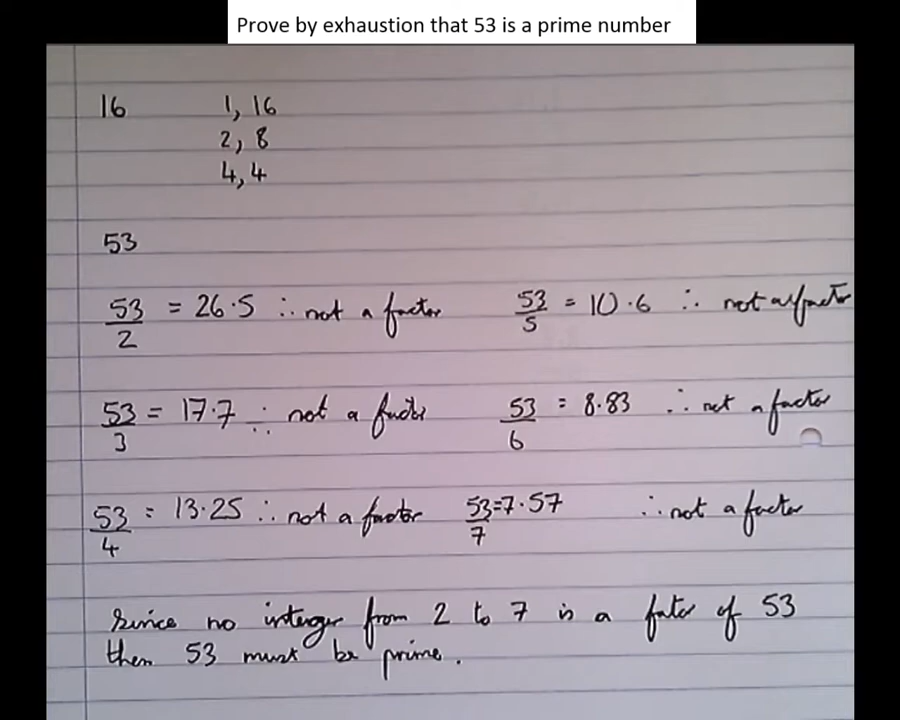 Prove by exhaustion that 53 is a prime number
16 1, 16
2, 8
4, 4
53
53/2 = 26.5 ∴ not a factor
53/5 = 10.6 ∴ not a factor
53/3 = 17.7 ∴ not a factor
53/6 = 8.83 ∴ not a factor
53/4 = 13.25 ∴ not a factor
53/7 = 7.57 ∴ not a factor
Since no interger from 2 to 7 is a fator of 53
then 53 must be prime.